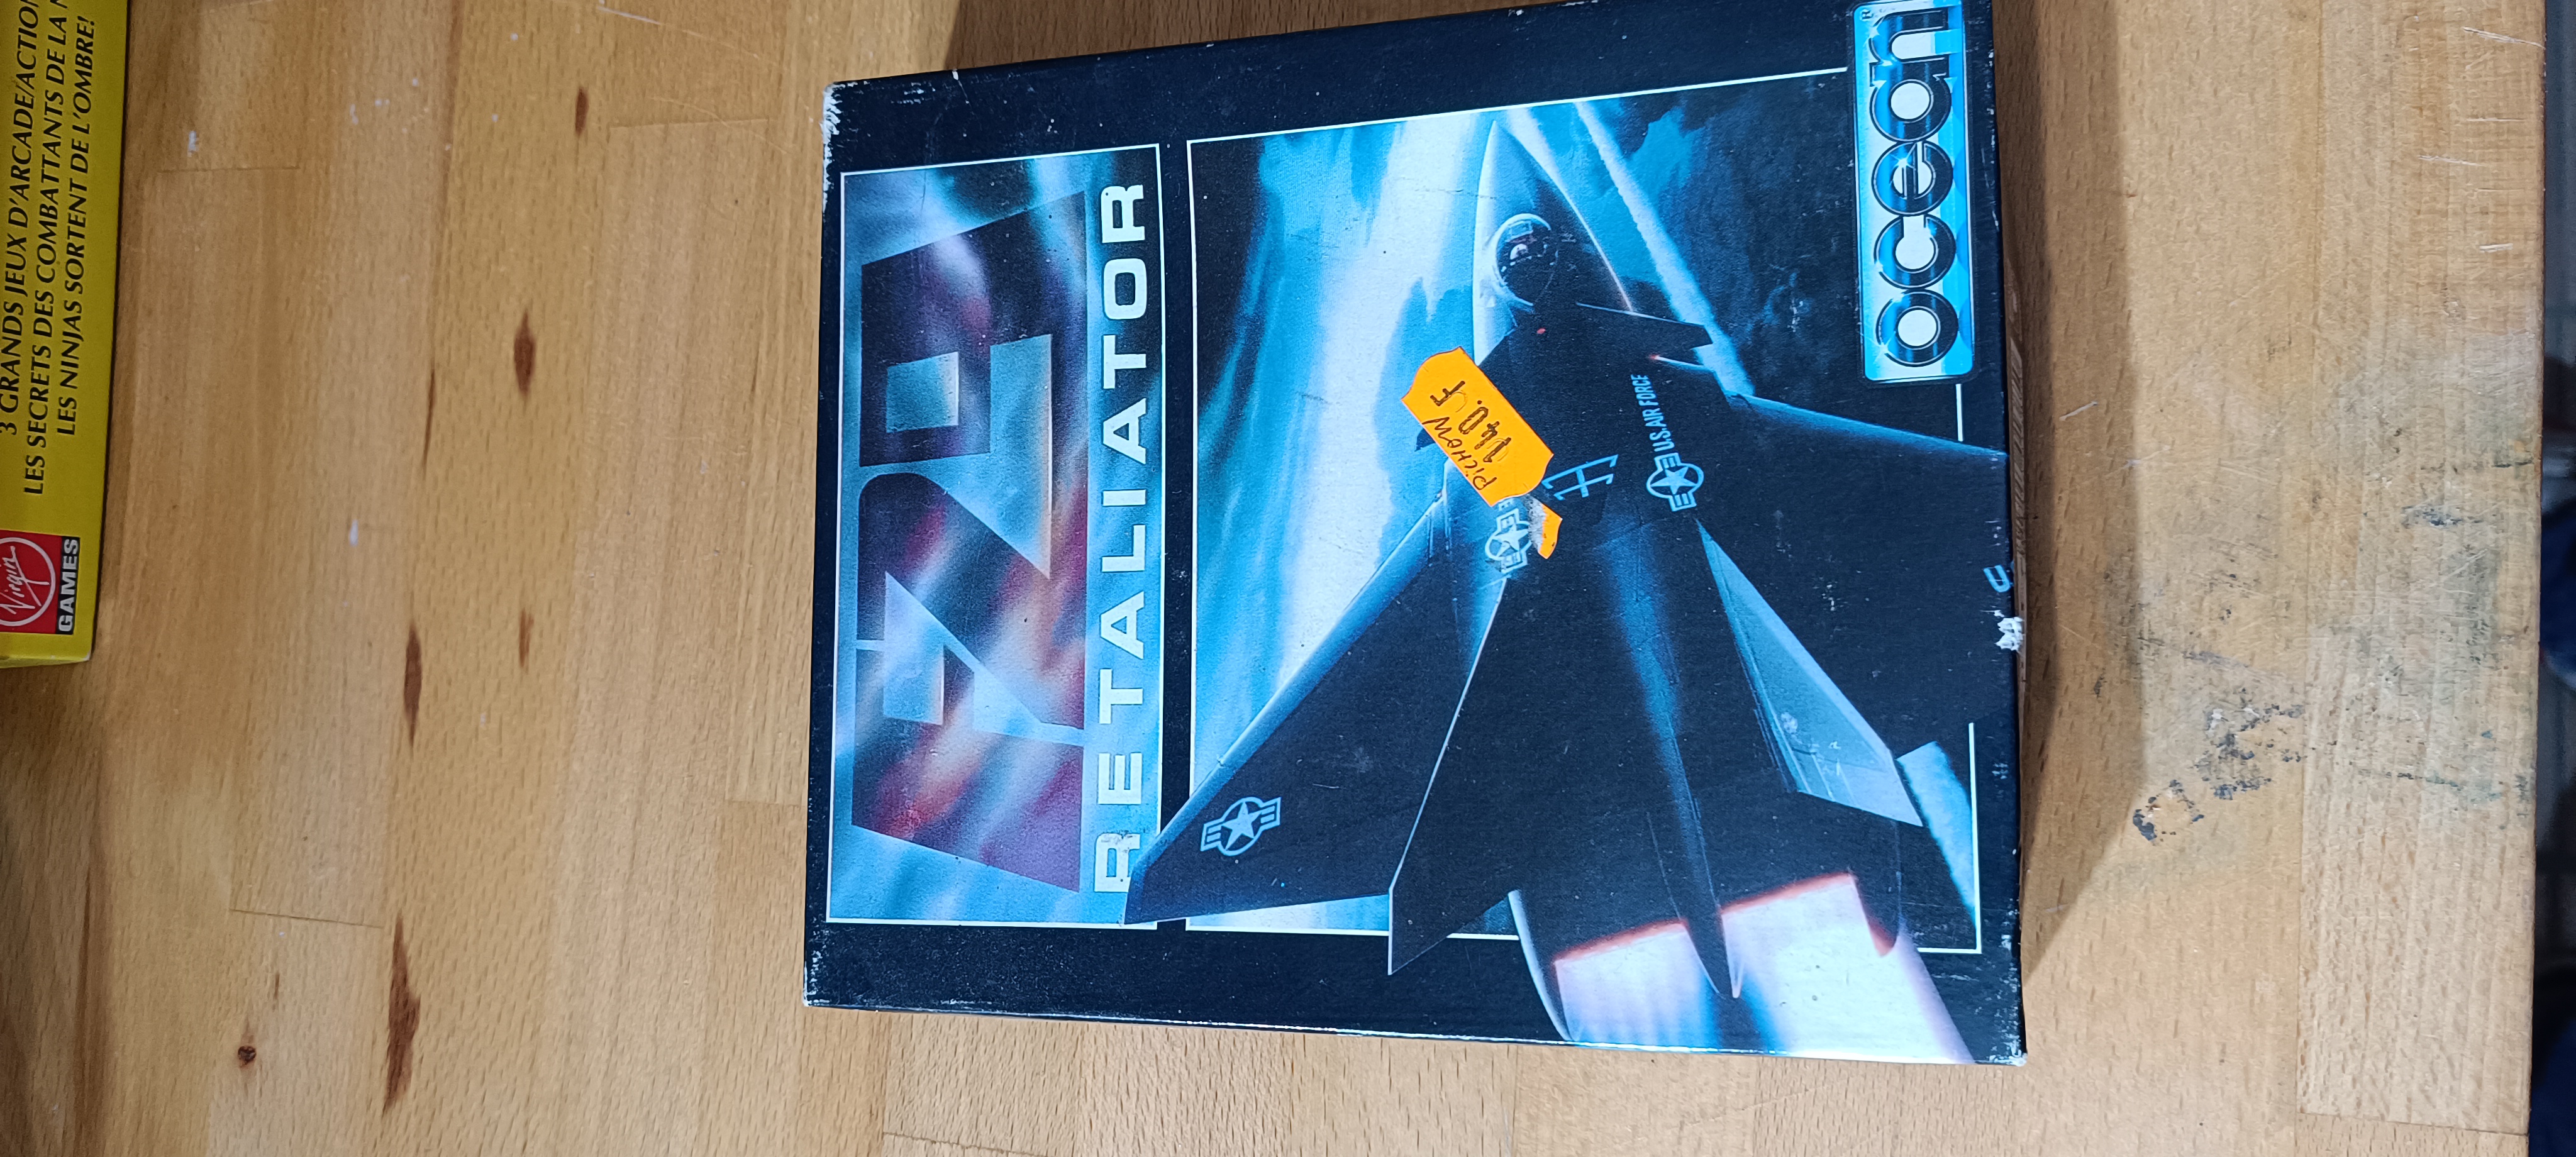 F29
RETALIATOR
PICHOW
140.F
U.S. AIR FORCE
ocean
®
3 GRANDS JEUX D'ARCADE/ACTION
LES SECRETS DES COMBATTANTS DE LA
LES NINJAS SORTENT DE L'OMBRE!
Virgin
GAMES